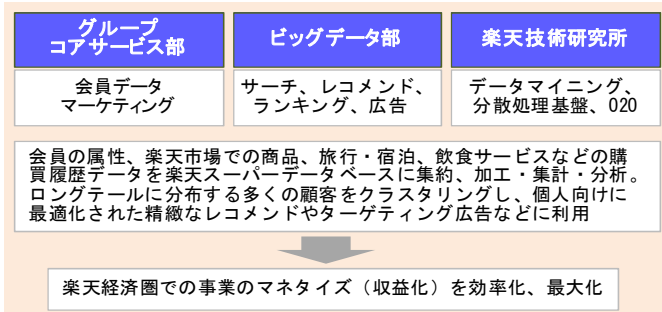 グループ
コアサービス部
ビッグデータ部
楽天技術研究所
会員データ
マーケティング
サーチ、レコメンド、
ランキング、広告
データマイニング、
分散処理基盤、O2O
会員の属性、楽天市場での商品、旅行・宿泊、飲食サービスなどの購
買履歴データを楽天スーパーデータベースに集約、加工・集計・分析。
ロングテールに分布する多くの顧客をクラスタリングし、個人向けに
最適化された精緻なレコメンドやターゲティング広告などに利用
楽天経済圏での事業のマネタイズ（収益化）を効率化、最大化